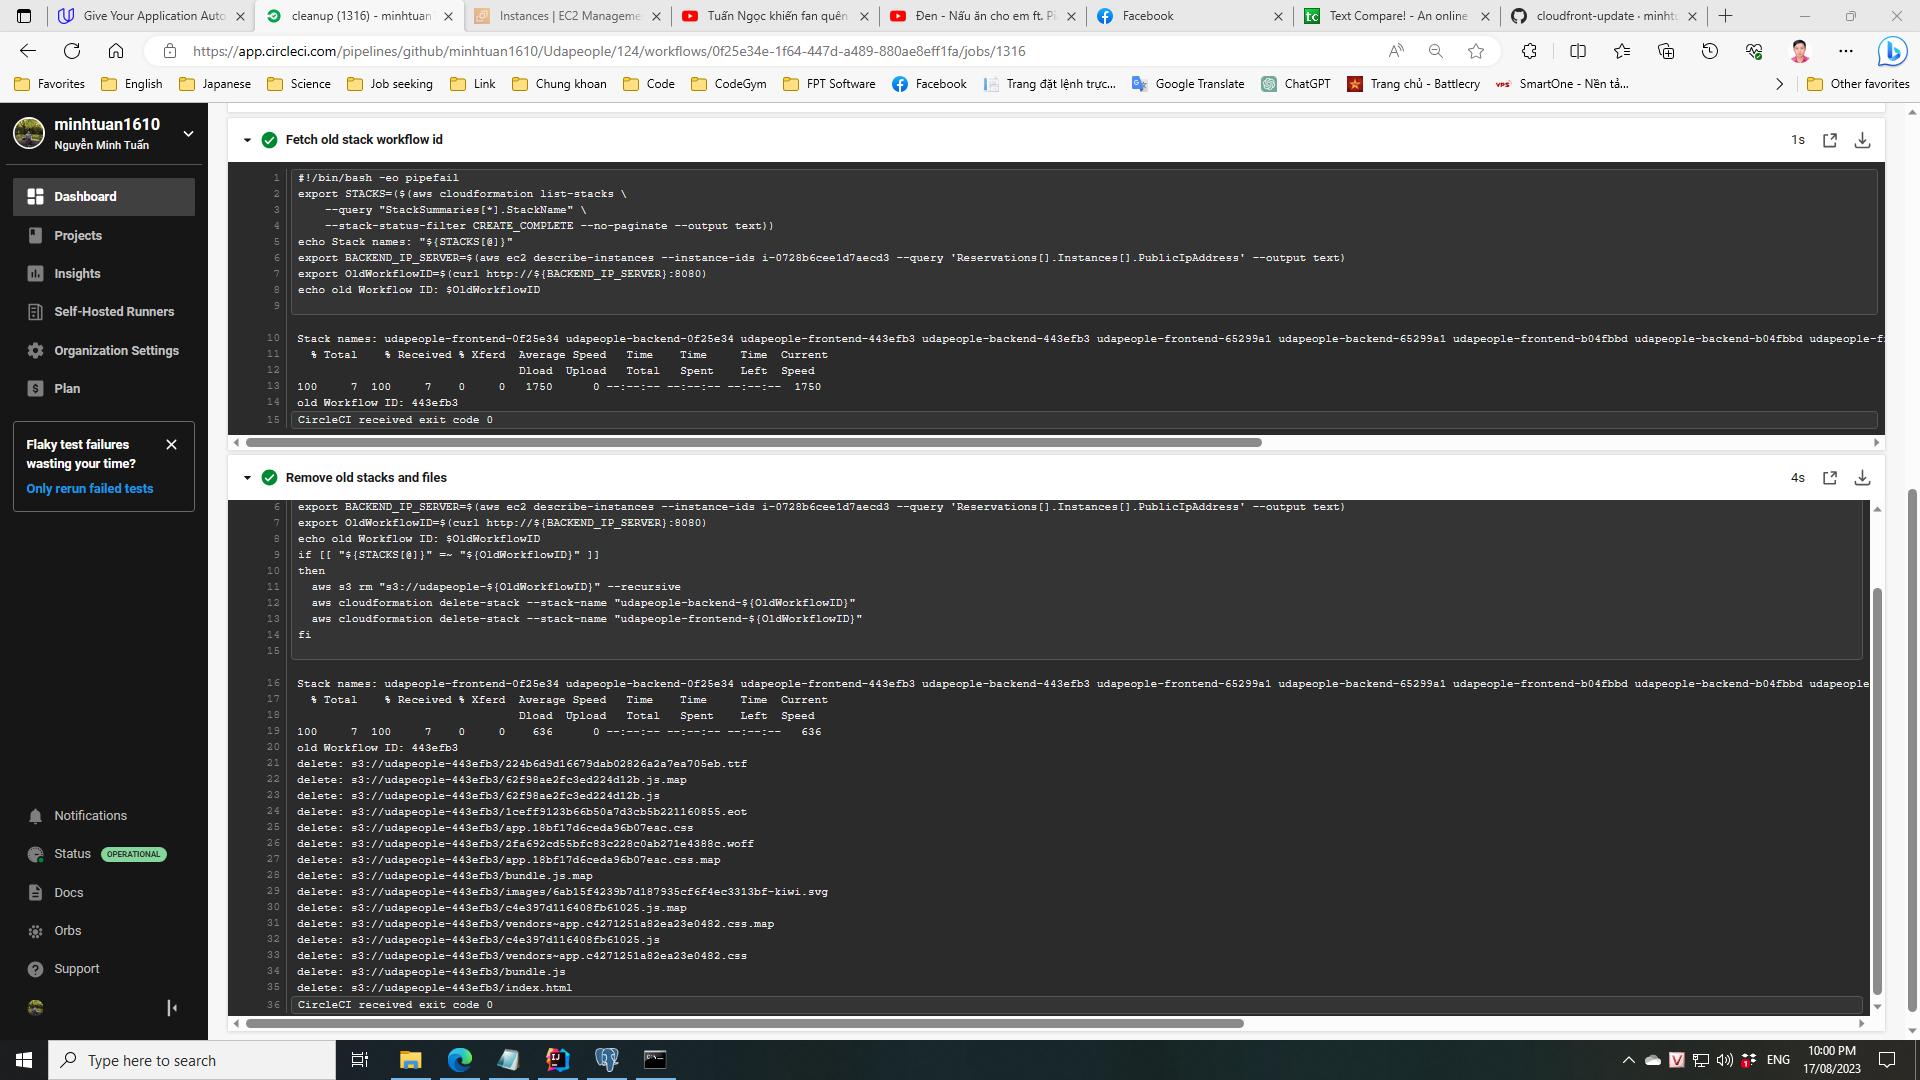 Give Your Application Auto
cleanup (1316) - minhtuan
Instances | EC2 Manageme
Tuấn Ngọc khiến fan quên
Đen - Nấu ăn cho em ft. Pi
Facebook
Text Compare! - An online
cloudfront-update · minht
https://app.circleci.com/pipelines/github/minhtuan1610/Udapeople/124/workflows/0f25e34e-1f64-447d-a489-880ae8eff1fa/jobs/1316
Favorites
English
Japanese
Science
Job seeking
Link
Chung khoan
Code
CodeGym
FPT Software
Facebook
Trang đặt lệnh trực...
Google Translate
ChatGPT
Trang chủ - Battlecry
SmartOne - Nền tả...
Other favorites
minhtuan1610
Nguyễn Minh Tuấn
Dashboard
Projects
Insights
Self-Hosted Runners
Organization Settings
Plan
Flaky test failures
wasting your time?
Only rerun failed tests
Notifications
Status OPERATIONAL
Docs
Orbs
Support
Fetch old stack workflow id 1s
1 #!/bin/bash -eo pipefail
2 export STACKS=($(aws cloudformation list-stacks \
3 --query "StackSummaries[*].StackName" \
4 --stack-status-filter CREATE_COMPLETE --no-paginate --output text))
5 echo Stack names: "${STACKS[@]}"
6 export BACKEND_IP_SERVER=$(aws ec2 describe-instances --instance-ids i-0728b6cee1d7aecd3 --query 'Reservations[].Instances[].PublicIpAddress' --output text)
7 export OldWorkflowID=$(curl http://${BACKEND_IP_SERVER}:8080)
8 echo old Workflow ID: $OldWorkflowID
9
10 Stack names: udapeople-frontend-0f25e34 udapeople-backend-0f25e34 udapeople-frontend-443efb3 udapeople-backend-443efb3 udapeople-frontend-65299a1 udapeople-backend-65299a1 udapeople-frontend-b04fbbd udapeople-backend-b04fbbd udapeople-f
11 % Total % Received % Xferd Average Speed Time Time Time Current
12 Dload Upload Total Spent Left Speed
13 100 7 100 7 0 0 1750 0 --:--:-- --:--:-- --:--:-- 1750
14 old Workflow ID: 443efb3
15 CircleCI received exit code 0
Remove old stacks and files 4s
6 export BACKEND_IP_SERVER=$(aws ec2 describe-instances --instance-ids i-0728b6cee1d7aecd3 --query 'Reservations[].Instances[].PublicIpAddress' --output text)
7 export OldWorkflowID=$(curl http://${BACKEND_IP_SERVER}:8080)
8 echo old Workflow ID: $OldWorkflowID
9 if [[ "${STACKS[@]}" =~ "${OldWorkflowID}" ]]
10 then
11 aws s3 rm "s3://udapeople-${OldWorkflowID}" --recursive
12 aws cloudformation delete-stack --stack-name "udapeople-backend-${OldWorkflowID}"
13 aws cloudformation delete-stack --stack-name "udapeople-frontend-${OldWorkflowID}"
14 fi
15
16 Stack names: udapeople-frontend-0f25e34 udapeople-backend-0f25e34 udapeople-frontend-443efb3 udapeople-backend-443efb3 udapeople-frontend-65299a1 udapeople-backend-65299a1 udapeople-frontend-b04fbbd udapeople-backend-b04fbbd udapeople
17 % Total % Received % Xferd Average Speed Time Time Time Current
18 Dload Upload Total Spent Left Speed
19 100 7 100 7 0 0 636 0 --:--:-- --:--:-- --:--:-- 636
20 old Workflow ID: 443efb3
21 delete: s3://udapeople-443efb3/224b6d9d16679dab02826a2a7ea705eb.ttf
22 delete: s3://udapeople-443efb3/62f98ae2fc3ed224d12b.js.map
23 delete: s3://udapeople-443efb3/62f98ae2fc3ed224d12b.js
24 delete: s3://udapeople-443efb3/1ceff9123b66b50a7d3cb5b221160855.eot
25 delete: s3://udapeople-443efb3/app.18bf17d6ceda96b07eac.css
26 delete: s3://udapeople-443efb3/2fa692cd55bfc83c228c0ab271e4388c.woff
27 delete: s3://udapeople-443efb3/app.18bf17d6ceda96b07eac.css.map
28 delete: s3://udapeople-443efb3/bundle.js.map
29 delete: s3://udapeople-443efb3/images/6ab15f4239b7d187935cf6f4ec3313bf-kiwi.svg
30 delete: s3://udapeople-443efb3/c4e397d116408fb61025.js.map
31 delete: s3://udapeople-443efb3/vendors~app.c4271251a82ea23e0482.css.map
32 delete: s3://udapeople-443efb3/c4e397d116408fb61025.js
33 delete: s3://udapeople-443efb3/vendors~app.c4271251a82ea23e0482.css
34 delete: s3://udapeople-443efb3/bundle.js
35 delete: s3://udapeople-443efb3/index.html
36 CircleCI received exit code 0
Type here to search
ENG
10:00 PM
17/08/2023